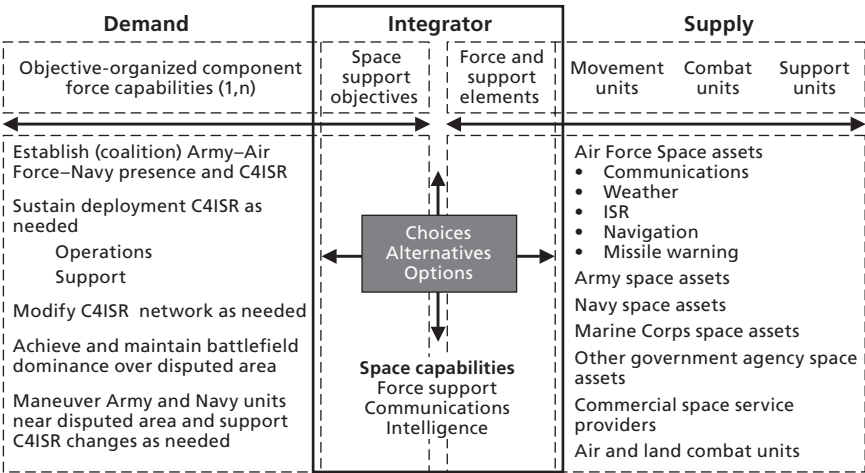 Demand
Integrator
Supply
Objective-organized component
force capabilities (1,n)
Space
support
objectives
Force and
support
elements
Movement
units
Combat
units
Support
units
Establish (coalition) Army–Air
Force–Navy presence and C4ISR
Sustain deployment C4ISR as
needed
Operations
Support
Modify C4ISR network as needed
Achieve and maintain battlefield
dominance over disputed area
Maneuver Army and Navy units
near disputed area and support
C4ISR changes as needed
Choices
Alternatives
Options
Space capabilities
Force support
Communications
Intelligence
Air Force Space assets
• Communications
• Weather
• ISR
• Navigation
• Missile warning
Army space assets
Navy space assets
Marine Corps space assets
Other government agency space
assets
Commercial space service
providers
Air and land combat units